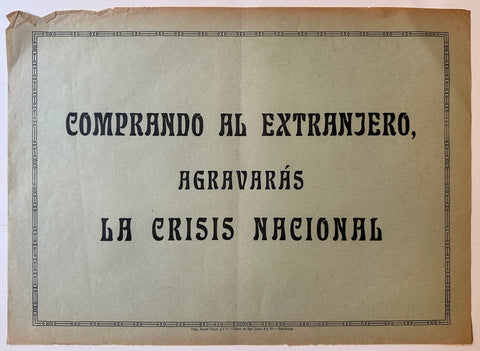 COMPRANDO AL EXTRANJERO,
AGRAVARÁS
LA CRISIS NACIONAL